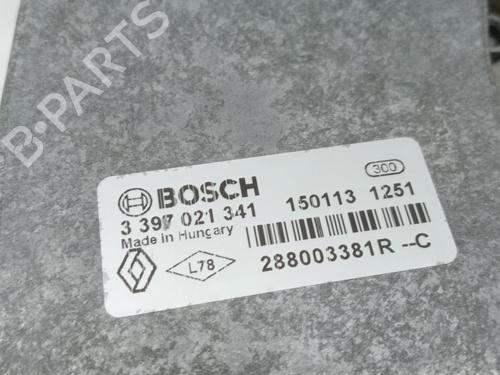 B-PARTS
300
BOSCH
3 397 021 341 150113 1251
Made in Hungary
L78
288003381R --C